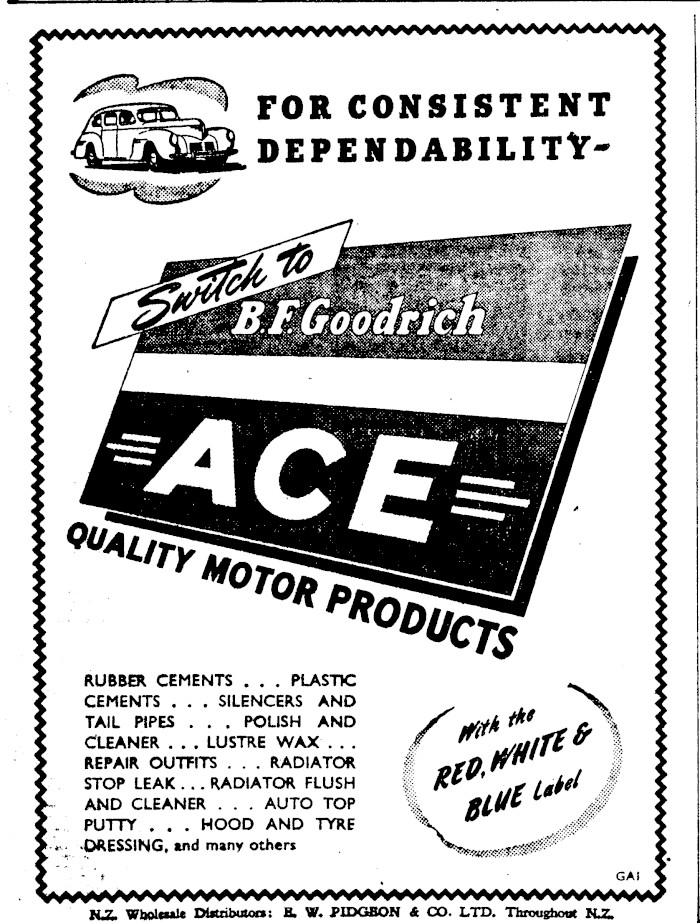 FOR CONSISTENT
DEPENDABILITY-
Switch to
B.F. Goodrich
ACE
QUALITY MOTOR PRODUCTS
RUBBER CEMENTS . . . PLASTIC
CEMENTS . . . SILENCERS AND
TAIL PIPES . . . POLISH AND
CLEANER . . . LUSTRE WAX . . .
REPAIR OUTFITS . . . RADIATOR
STOP LEAK . . . RADIATOR FLUSH
AND CLEANER . . . AUTO TOP
PUTTY . . . HOOD AND TYRE
DRESSING, and many others
With the
RED, WHITE &
BLUE Label
GA1
N.Z. Wholesale Distributors: E. W. PIDGEON & CO. LTD. Throughout N.Z.